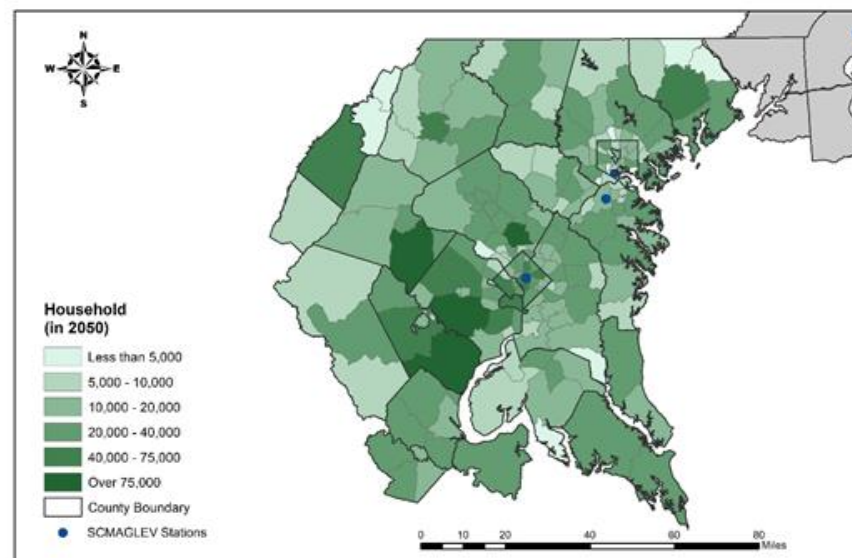 N
W E
S
Household
(in 2050)
Less than 5,000
5,000 - 10,000
10,000 - 20,000
20,000 - 40,000
40,000 - 75,000
Over 75,000
County Boundary
SCMAGLEV Stations
0 20 40 60 80
Miles